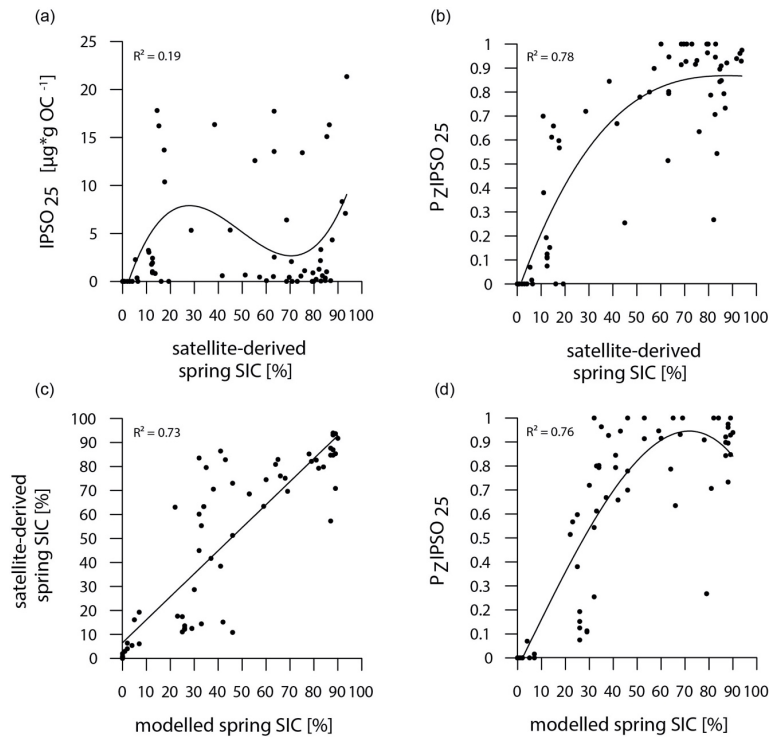 (a)
R² = 0.19
IPSO 25 [µg*g OC -1]
25
20
15
10
5
0
0 10 20 30 40 50 60 70 80 90 100
satellite-derived
spring SIC [%]
(b)
R² = 0.78
PZIPSO 25
1
0.9
0.8
0.7
0.6
0.5
0.4
0.3
0.2
0.1
0
0 10 20 30 40 50 60 70 80 90 100
satellite-derived
spring SIC [%]
(c)
R² = 0.73
satellite-derived
spring SIC [%]
100
90
80
70
60
50
40
30
20
10
0
0 10 20 30 40 50 60 70 80 90 100
modelled spring SIC [%]
(d)
R² = 0.76
PZIPSO 25
1
0.9
0.8
0.7
0.6
0.5
0.4
0.3
0.2
0.1
0
0 10 20 30 40 50 60 70 80 90 100
modelled spring SIC [%]